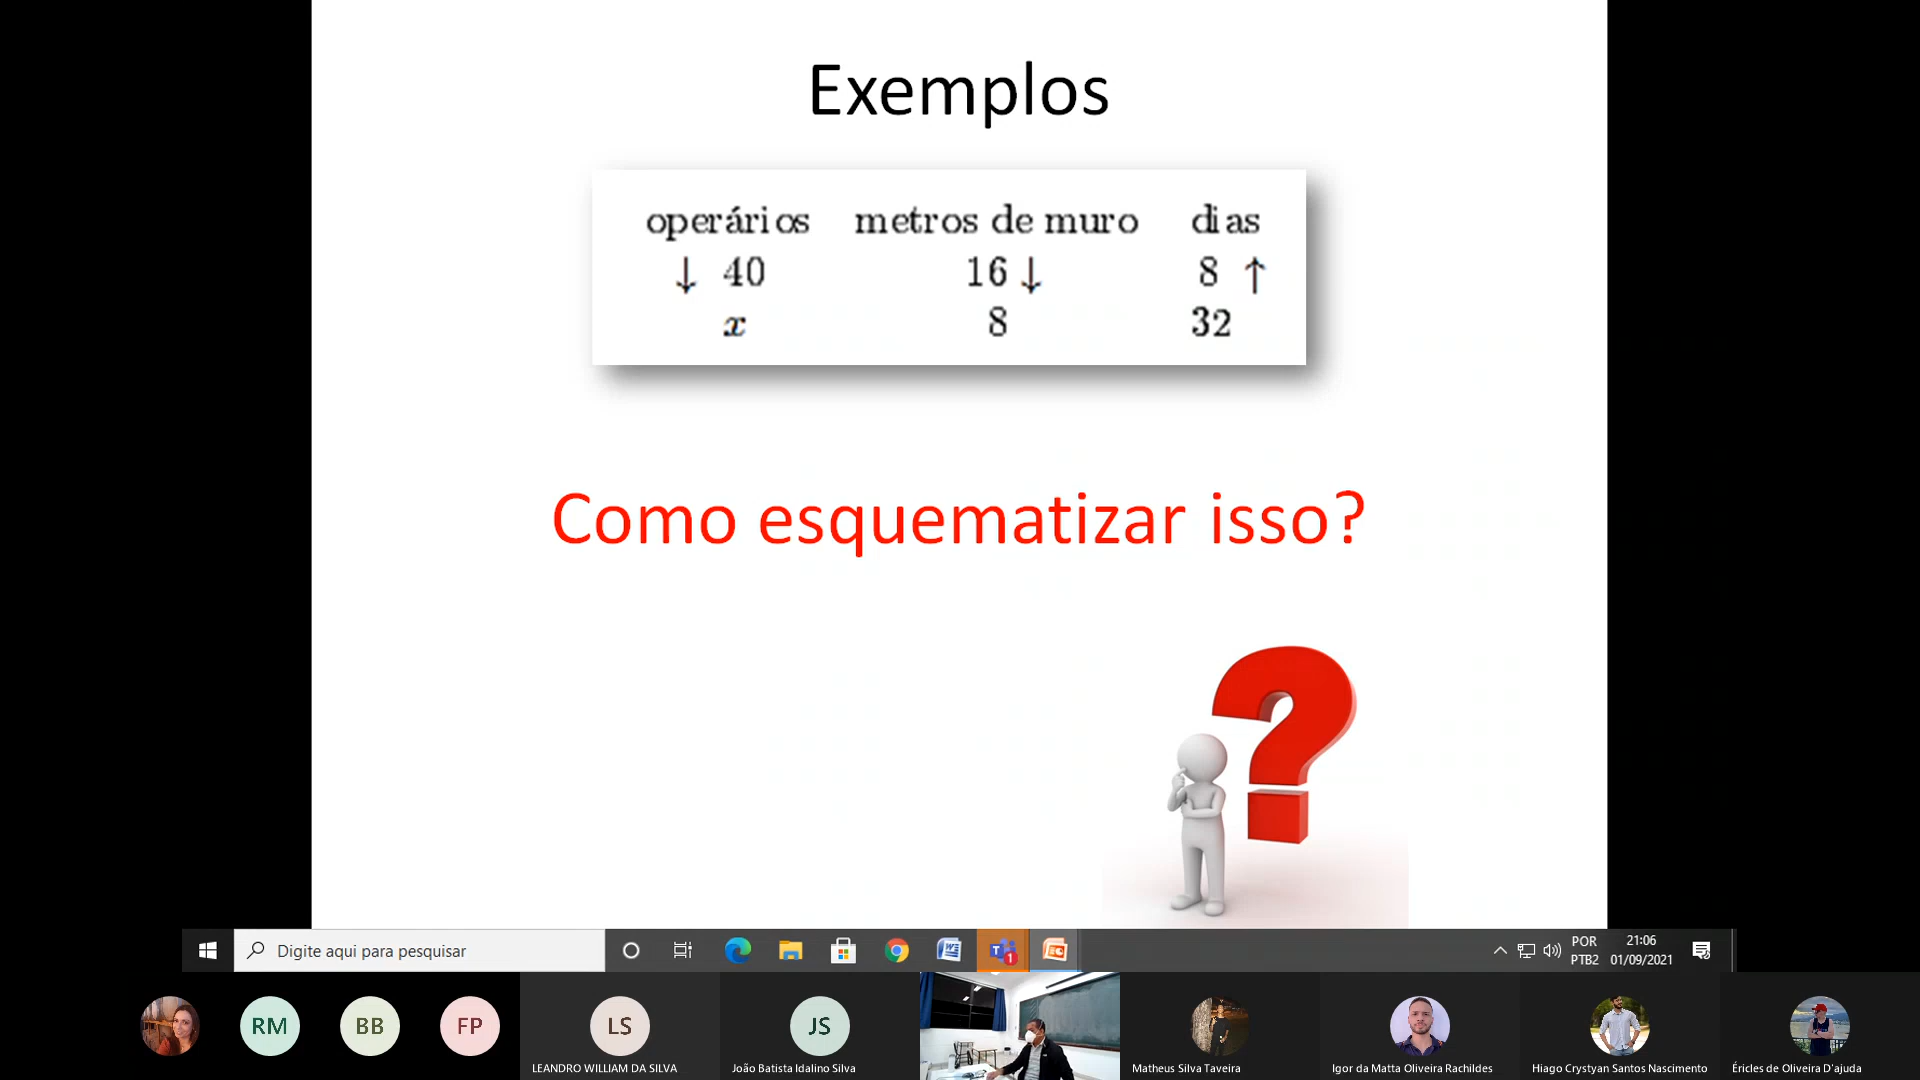 Exemplos
operários metros de muro dias
↓ 40 16 ↓ 8 ↑
x 8 32
Como esquematizar isso?
Digite aqui para pesquisar
1
POR
PTB2
21:06
01/09/2021
RM
BB
FP
LS
JS
LEANDRO WILLIAM DA SILVA
João Batista Idalino Silva
Matheus Silva Taveira
Igor da Matta Oliveira Rachildes
Hiago Crystyan Santos Nascimento
Éricles de Oliveira D'ajuda